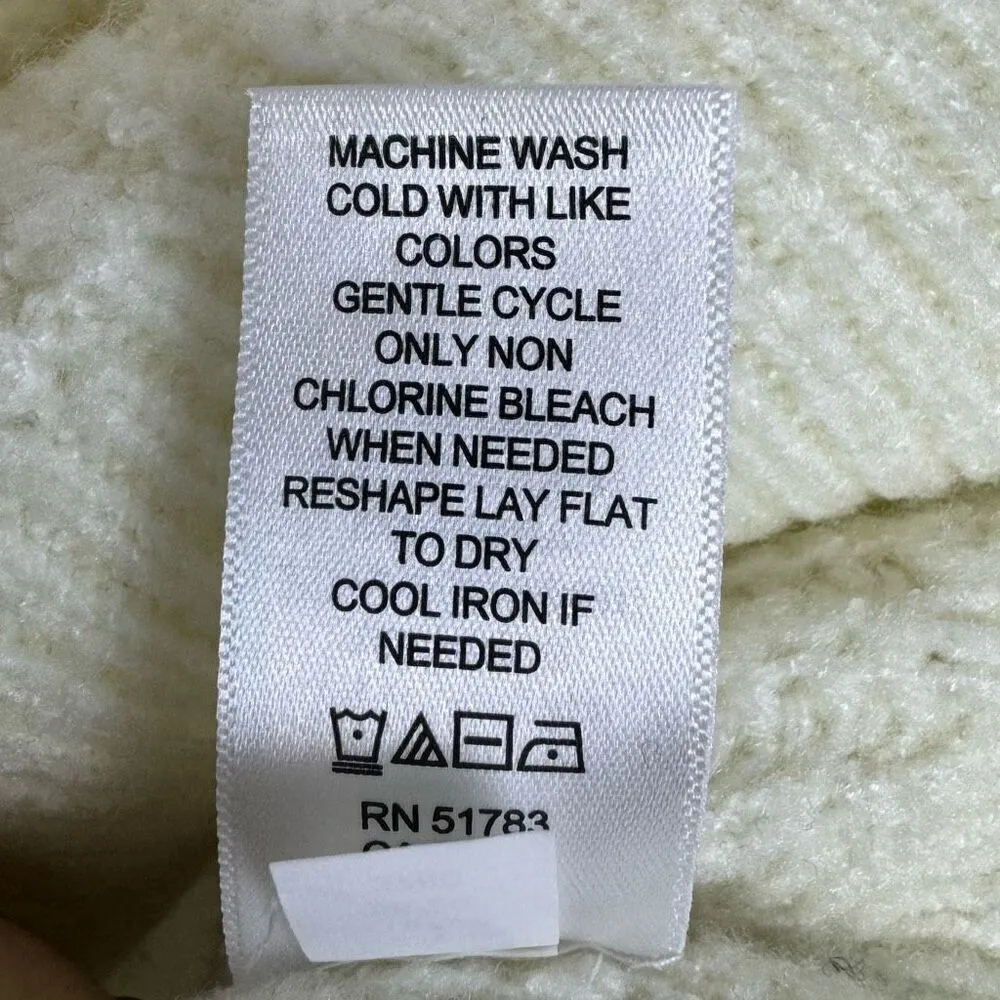 MACHINE WASH
COLD WITH LIKE
COLORS
GENTLE CYCLE
ONLY NON
CHLORINE BLEACH
WHEN NEEDED
RESHAPE LAY FLAT
TO DRY
COOL IRON IF
NEEDED
RN 51783